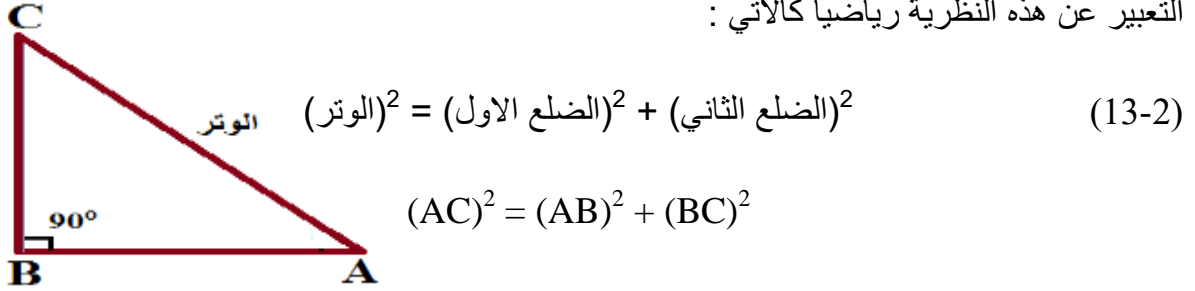 التعبير عن هذه النظرية رياضيا كالآتي :
C
(الوتر)² = (الضلع الاول)² + (الضلع الثاني)² (13-2)
الوتر
(AC)² = (AB)² + (BC)²
90°
B A